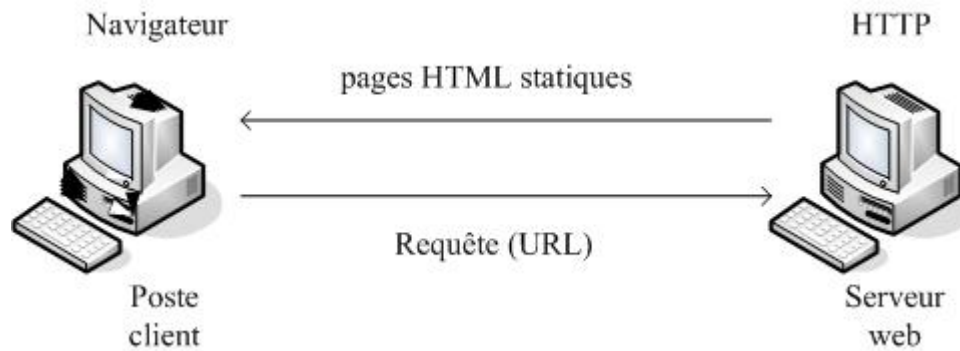 Navigateur
HTTP
pages HTML statiques
Requête (URL)
Poste
client
Serveur
web